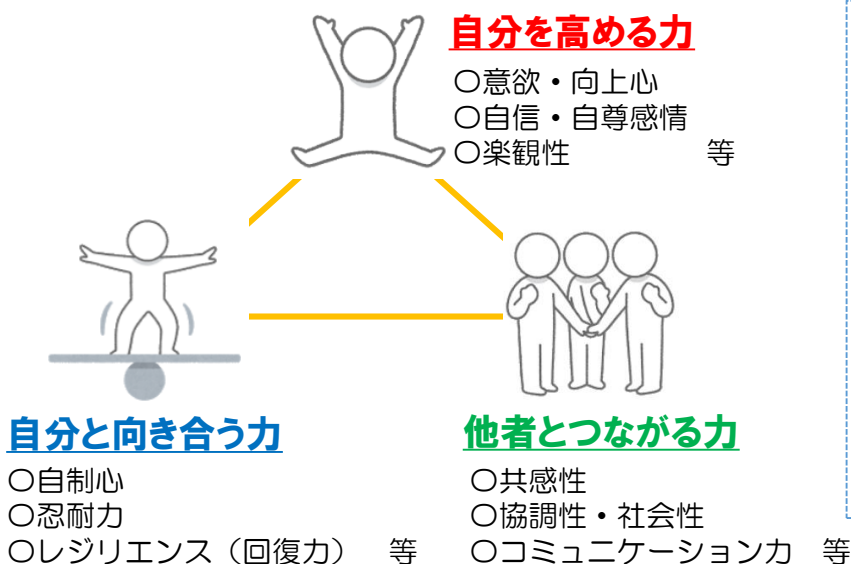 自分を高める力
〇意欲・向上心
〇自信・自尊感情
〇楽観性　　　　　等
自分と向き合う力
〇自制心
〇忍耐力
〇レジリエンス（回復力）　等
他者とつながる力
〇共感性
〇協調性・社会性
〇コミュニケーション力　等